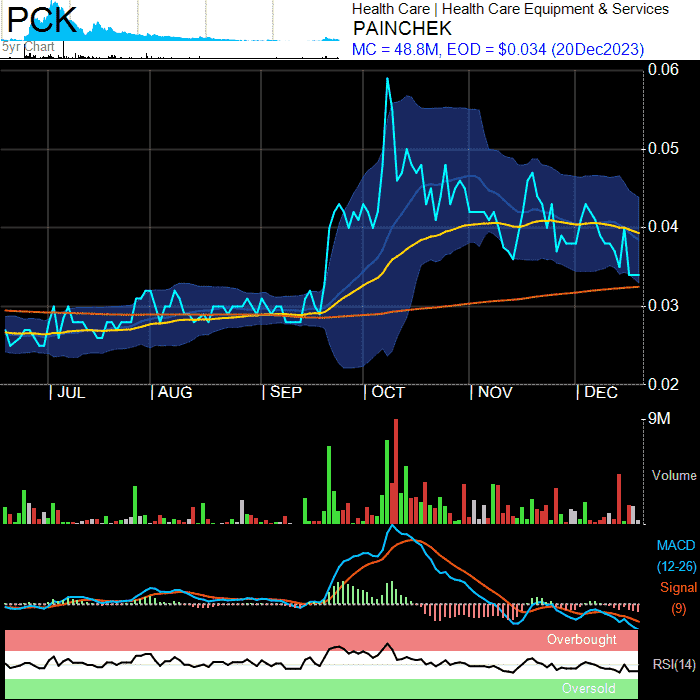 PCK
5yr Chart
Health Care | Health Care Equipment & Services
PAINCHEK
MC = 48.8M, EOD = $0.034 (20Dec2023)
0.06
0.05
0.04
0.03
0.02
| JUL | AUG | SEP | OCT | NOV | DEC
9M
Volume
MACD
(12-26)
Signal
(9)
Overbought
RSI(14)
Oversold